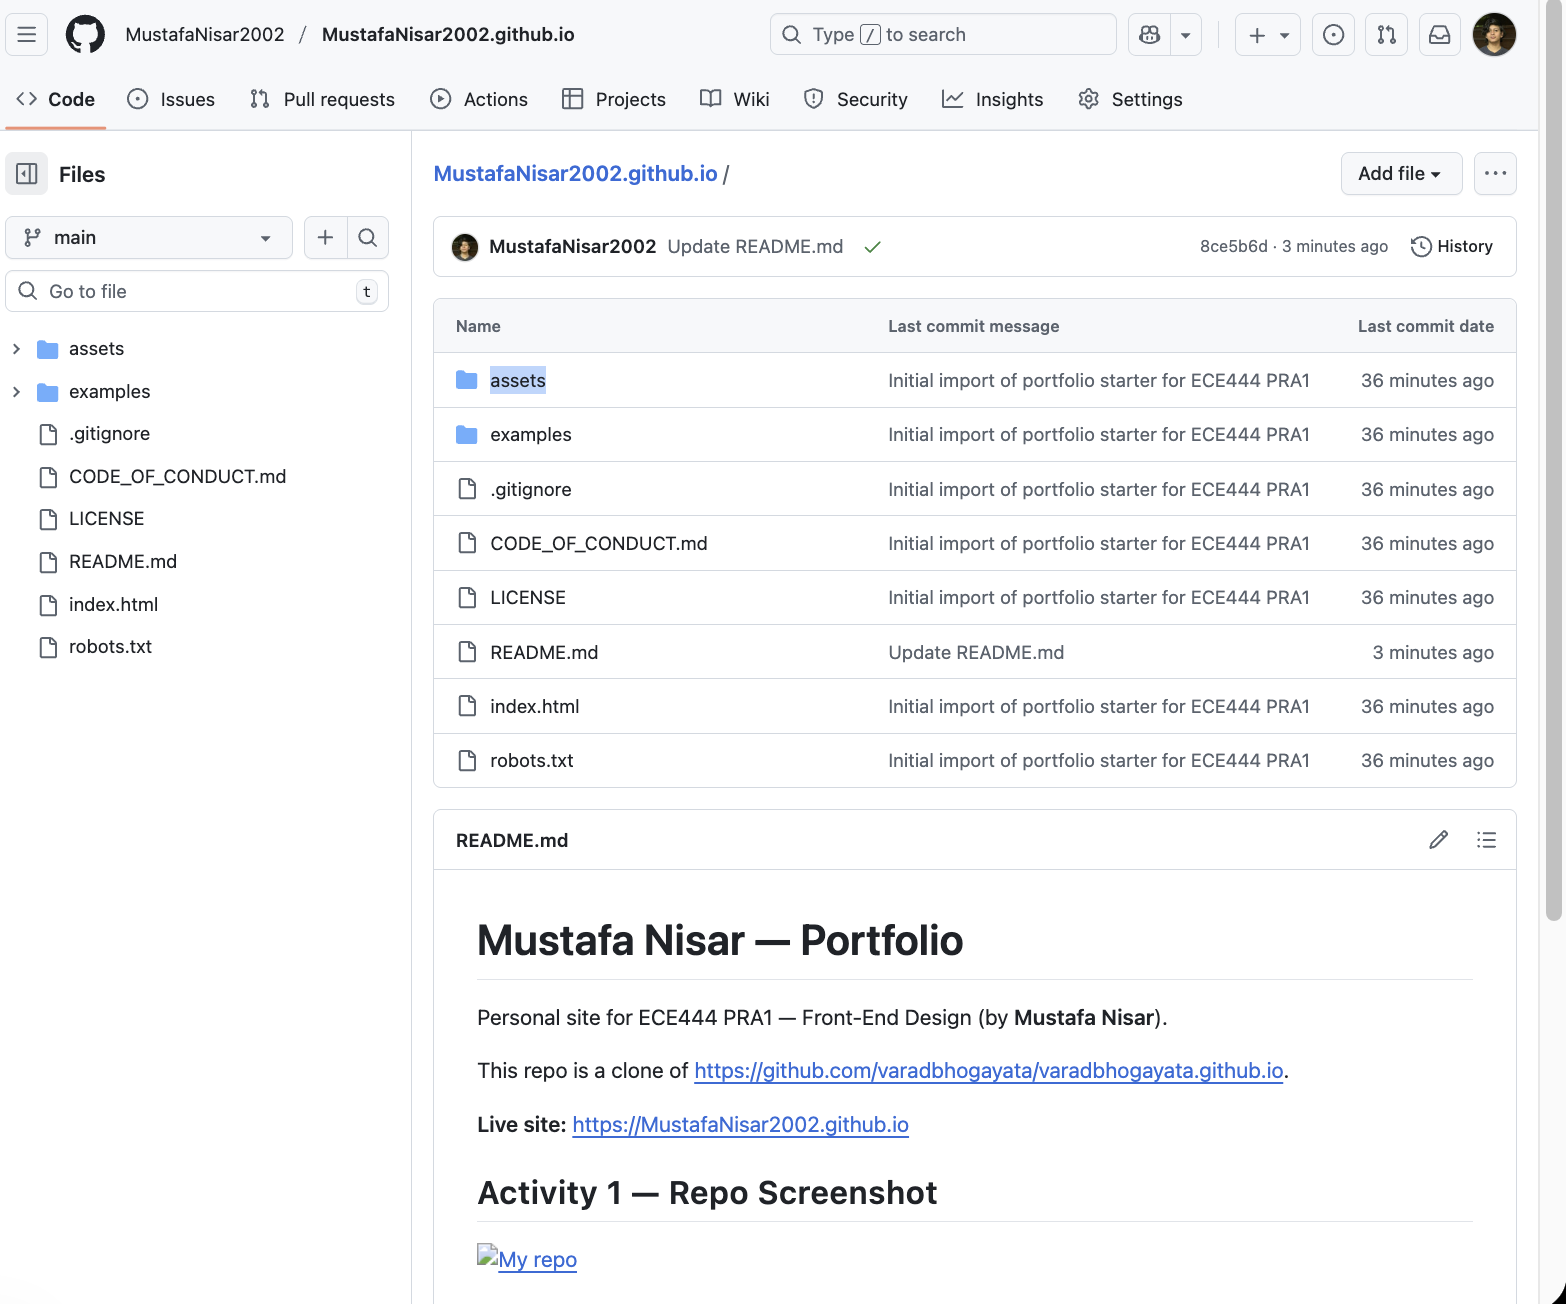 MustafaNisar2002 / MustafaNisar2002.github.io
Type / to search
Code Issues Pull requests Actions Projects Wiki Security Insights Settings
Files
main
Go to file t
assets
examples
.gitignore
CODE_OF_CONDUCT.md
LICENSE
README.md
index.html
robots.txt
MustafaNisar2002.github.io /
Add file
MustafaNisar2002 Update README.md 8ce5b6d · 3 minutes ago History
Name Last commit message Last commit date
assets Initial import of portfolio starter for ECE444 PRA1 36 minutes ago
examples Initial import of portfolio starter for ECE444 PRA1 36 minutes ago
.gitignore Initial import of portfolio starter for ECE444 PRA1 36 minutes ago
CODE_OF_CONDUCT.md Initial import of portfolio starter for ECE444 PRA1 36 minutes ago
LICENSE Initial import of portfolio starter for ECE444 PRA1 36 minutes ago
README.md Update README.md 3 minutes ago
index.html Initial import of portfolio starter for ECE444 PRA1 36 minutes ago
robots.txt Initial import of portfolio starter for ECE444 PRA1 36 minutes ago
README.md
Mustafa Nisar — Portfolio
Personal site for ECE444 PRA1 — Front-End Design (by Mustafa Nisar).
This repo is a clone of https://github.com/varadbhogayata/varadbhogayata.github.io.
Live site: https://MustafaNisar2002.github.io
Activity 1 — Repo Screenshot
My repo